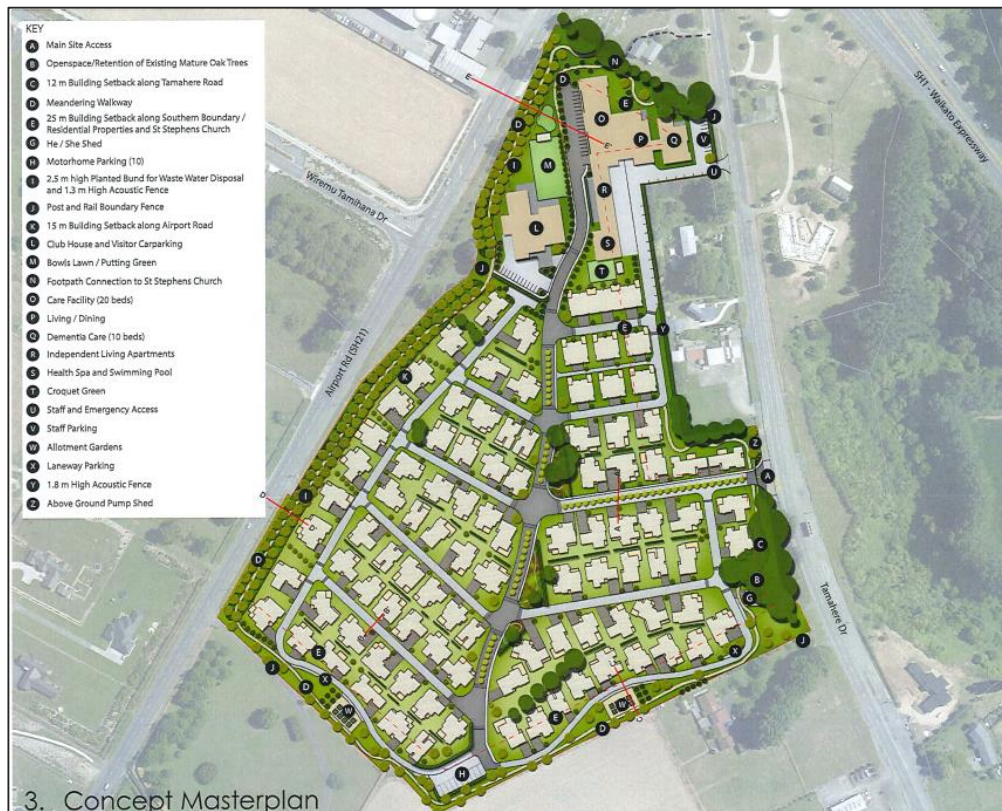 KEY
A Main Site Access
B Openspace/Retention of Existing Mature Oak Trees
C 12 m Building Setback along Tamahere Road
D Meandering Walkway
E 25 m Building Setback along Southern Boundary /
Residential Properties and St Stephens Church
G He / She Shed
H Motorhome Parking (10)
I 2.5 m high Planted Bund for Waste Water Disposal
and 1.3 m High Acoustic Fence
J Post and Rail Boundary Fence
K 15 m Building Setback along Airport Road
L Club House and Visitor Carparking
M Bowls Lawn / Putting Green
N Footpath Connection to St Stephens Church
O Care Facility (20 beds)
P Living / Dining
Q Dementia Care (10 beds)
R Independent Living Apartments
S Health Spa and Swimming Pool
T Croquet Green
U Staff and Emergency Access
V Staff Parking
W Allotment Gardens
X Laneway Parking
Y 1.8 m High Acoustic Fence
Z Above Ground Pump Shed
SH1 - Waikato Expressway
Wiremu Tamihana Dr
Airport Rd (SH21)
Tamahere Dr
N
D
E
E
O
J
D
P
Q
V
E'
I
M
U
R
L
S
J
T
E
Y
K
Z
A
I
D
A
C
D
B
G
E
X
J
J
D
X
W
E
W
D
H
3. Concept Masterplan